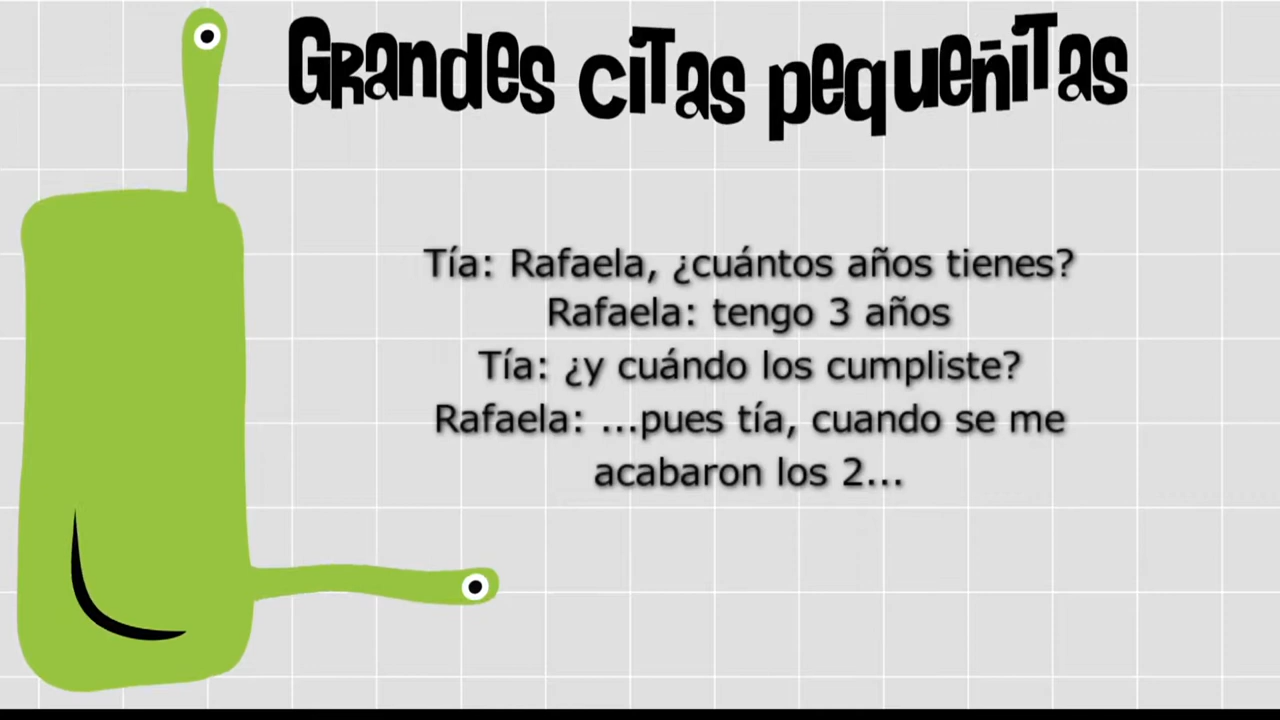 Grandes citas pequeñitas
Tía: Rafaela, ¿cuántos años tienes?
Rafaela: tengo 3 años
Tía: ¿y cuándo los cumpliste?
Rafaela: ...pues tía, cuando se me
acabaron los 2...